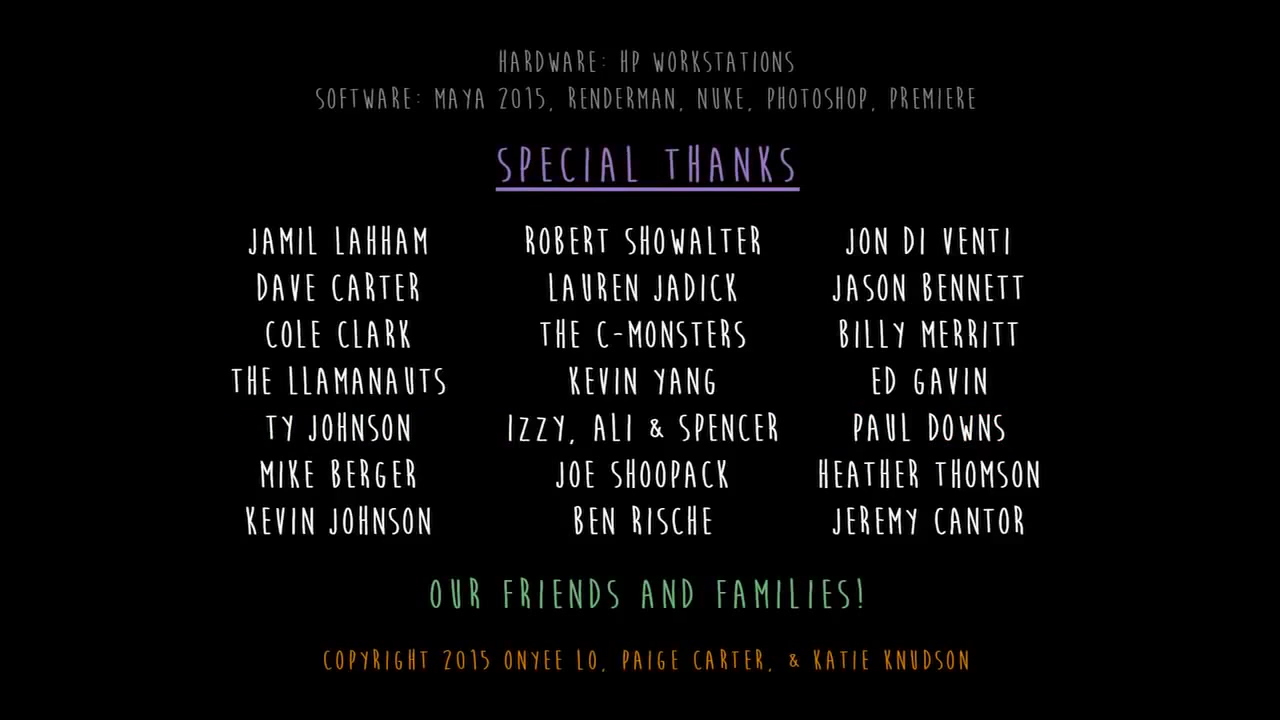 HARDWARE: HP WORKSTATIONS
SOFTWARE: MAYA 2015, RENDERMAN, NUKE, PHOTOSHOP, PREMIERE
SPECIAL THANKS
JAMIL LAHHAM ROBERT SHOWALTER JON DI VENTI
DAVE CARTER LAUREN JADICK JASON BENNETT
COLE CLARK THE C-MONSTERS BILLY MERRITT
THE LLAMANAUTS KEVIN YANG ED GAVIN
TY JOHNSON IZZY, ALI & SPENCER PAUL DOWNS
MIKE BERGER JOE SHOOPACK HEATHER THOMSON
KEVIN JOHNSON BEN RISCHE JEREMY CANTOR
OUR FRIENDS AND FAMILIES!
COPYRIGHT 2015 ONYEE LO, PAIGE CARTER, & KATIE KNUDSON